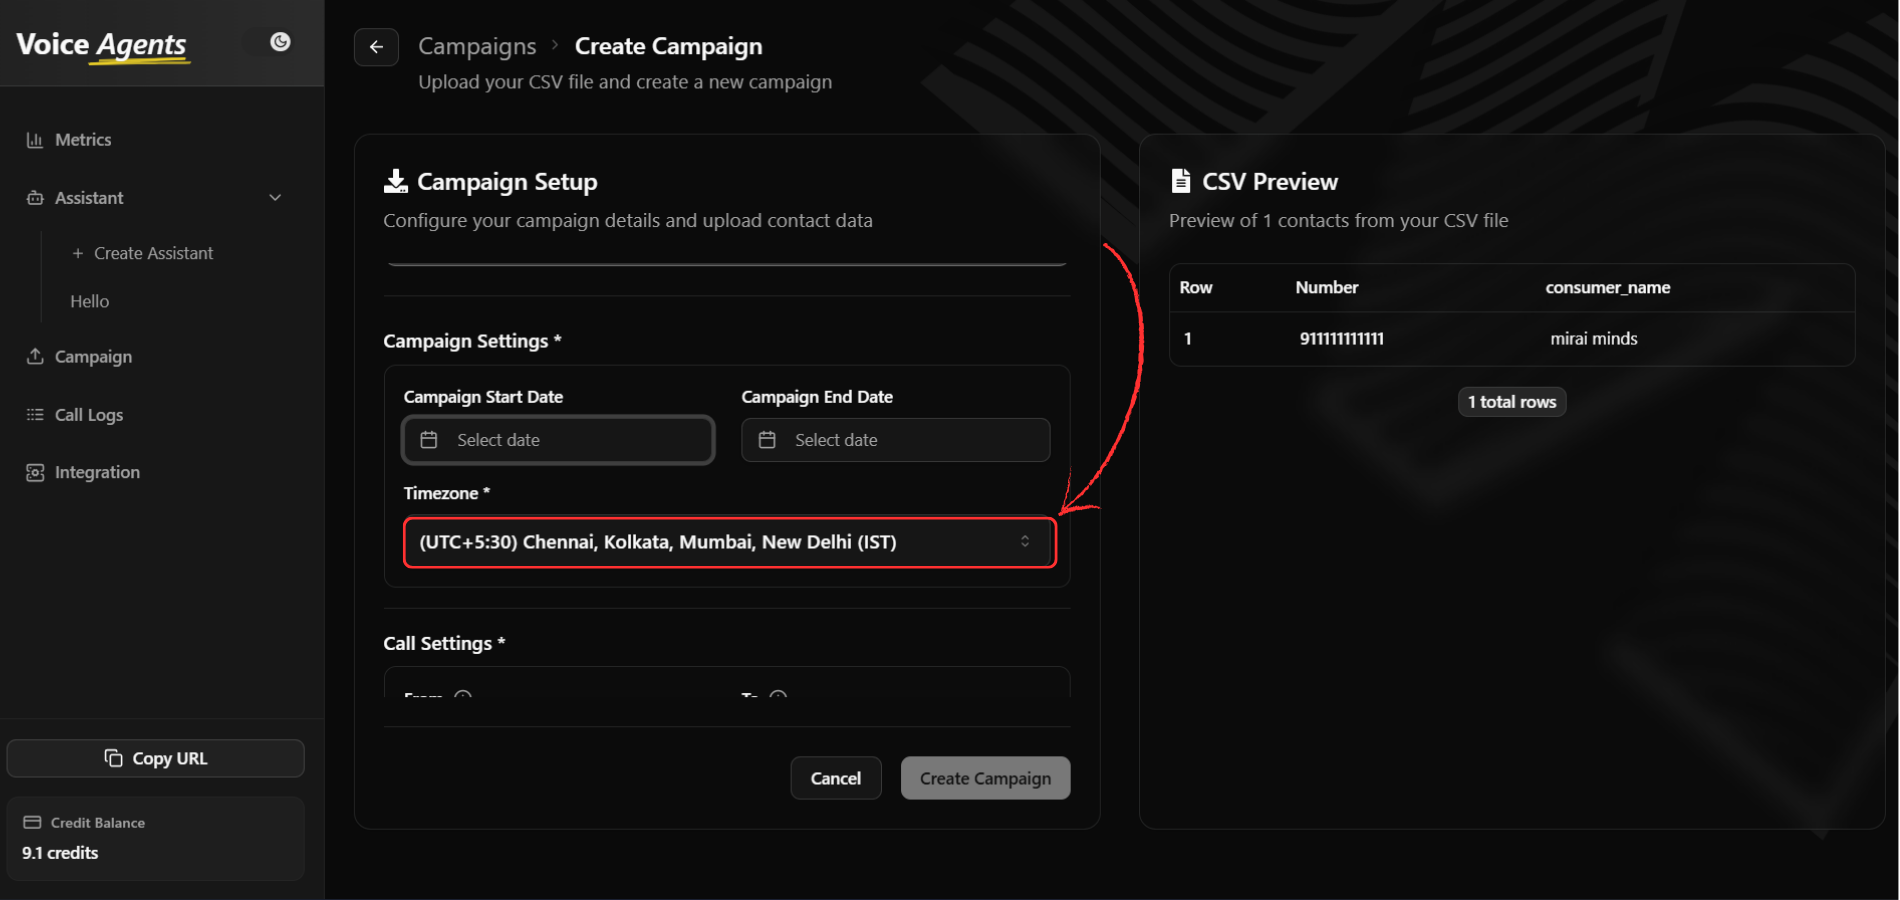 Voice Agents
Metrics
Assistant
+ Create Assistant
Hello
Campaign
Call Logs
Integration
Copy URL
Credit Balance
9.1 credits
Campaigns > Create Campaign
Upload your CSV file and create a new campaign
Campaign Setup
Configure your campaign details and upload contact data
Campaign Settings *
Campaign Start Date
Campaign End Date
Select date
Select date
Timezone *
(UTC+5:30) Chennai, Kolkata, Mumbai, New Delhi (IST)
Call Settings *
From
To
Cancel
Create Campaign
CSV Preview
Preview of 1 contacts from your CSV file
Row Number consumer_name
1 911111111111 mirai minds
1 total rows